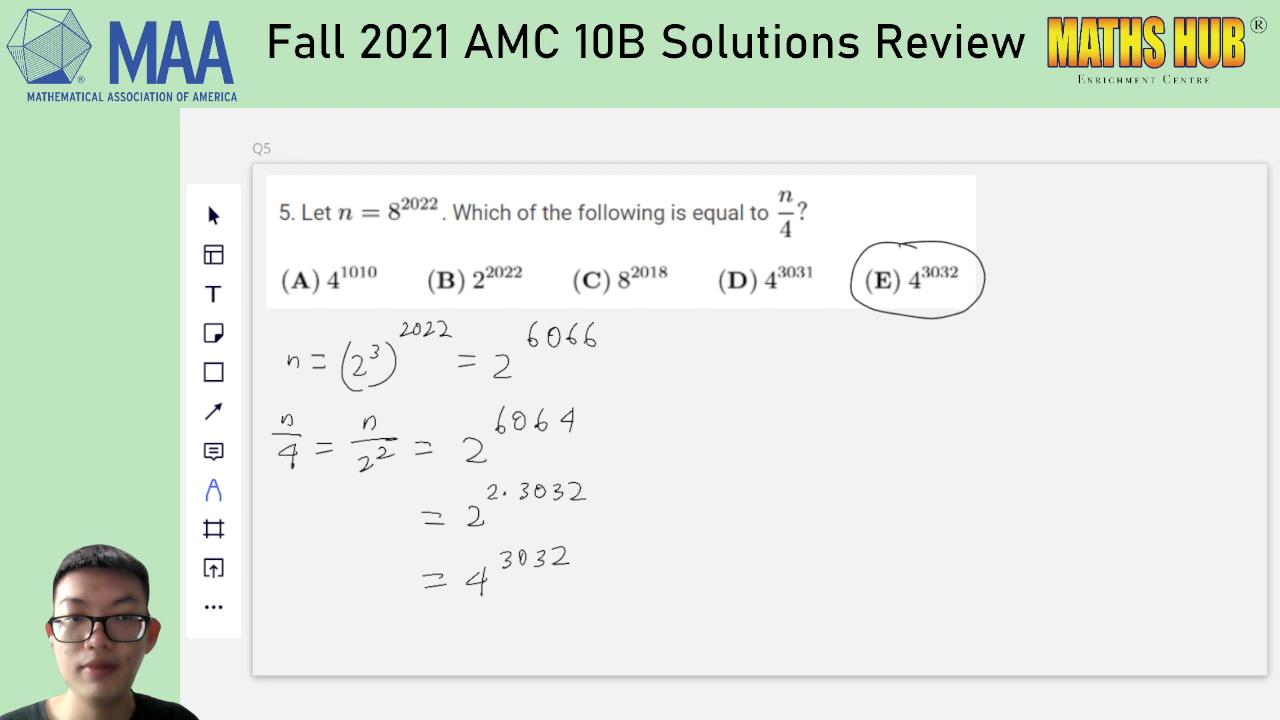 MAA
MATHEMATICAL ASSOCIATION OF AMERICA
Fall 2021 AMC 10B Solutions Review
MATHS HUB ®
ENRICHMENT CENTRE
Q5
5. Let n = 8^2022. Which of the following is equal to n/4?
(A) 4^1010 (B) 2^2022 (C) 8^2018 (D) 4^3031 (E) 4^3032
n = (2^3)^2022 = 2^6066
n/4 = n/2^2 = 2^6064
= 2^2·3032
= 4^3032
T